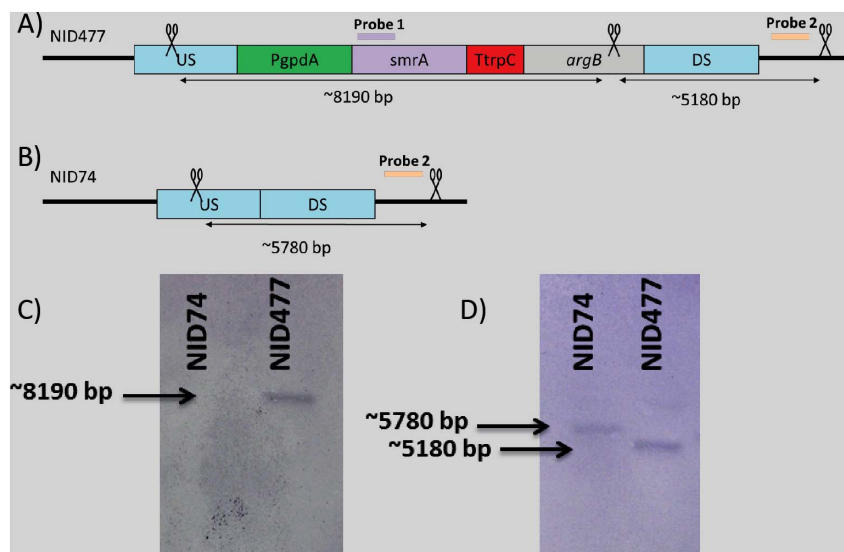 A)
NID477
Probe 1
Probe 2
US PgpdA smrA TtrpC argB DS
~8190 bp
~5180 bp
B)
NID74
Probe 2
US DS
~5780 bp
C)
NID74
NID477
~8190 bp
D)
NID74
NID477
~5780 bp
~5180 bp